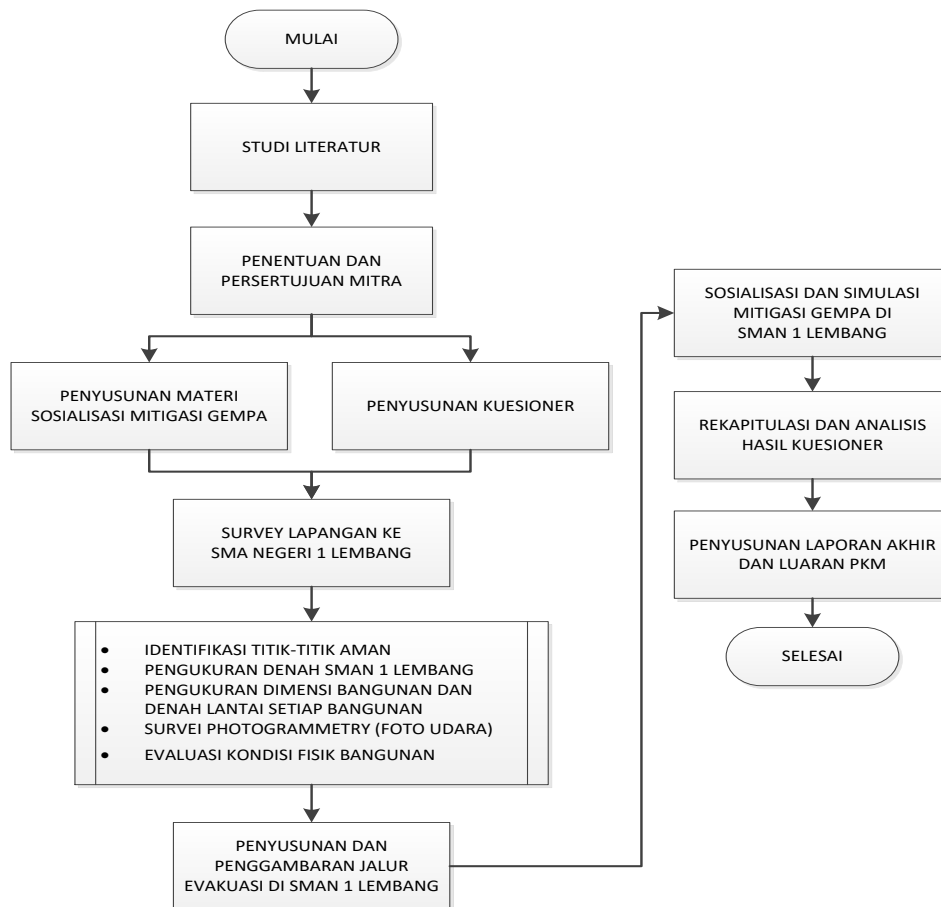 MULAI
STUDI LITERATUR
PENENTUAN DAN
PERSERTUJUAN MITRA
PENYUSUNAN MATERI
SOSIALISASI MITIGASI GEMPA
PENYUSUNAN KUESIONER
SURVEY LAPANGAN KE
SMA NEGERI 1 LEMBANG
• IDENTIFIKASI TITIK-TITIK AMAN
• PENGUKURAN DENAH SMAN 1 LEMBANG
• PENGUKURAN DIMENSI BANGUNAN DAN
DENAH LANTAI SETIAP BANGUNAN
• SURVEI PHOTOGRAMMETRY (FOTO UDARA)
• EVALUASI KONDISI FISIK BANGUNAN
PENYUSUNAN DAN
PENGGAMBARAN JALUR
EVAKUASI DI SMAN 1 LEMBANG
SOSIALISASI DAN SIMULASI
MITIGASI GEMPA DI
SMAN 1 LEMBANG
REKAPITULASI DAN ANALISIS
HASIL KUESIONER
PENYUSUNAN LAPORAN AKHIR
DAN LUARAN PKM
SELESAI